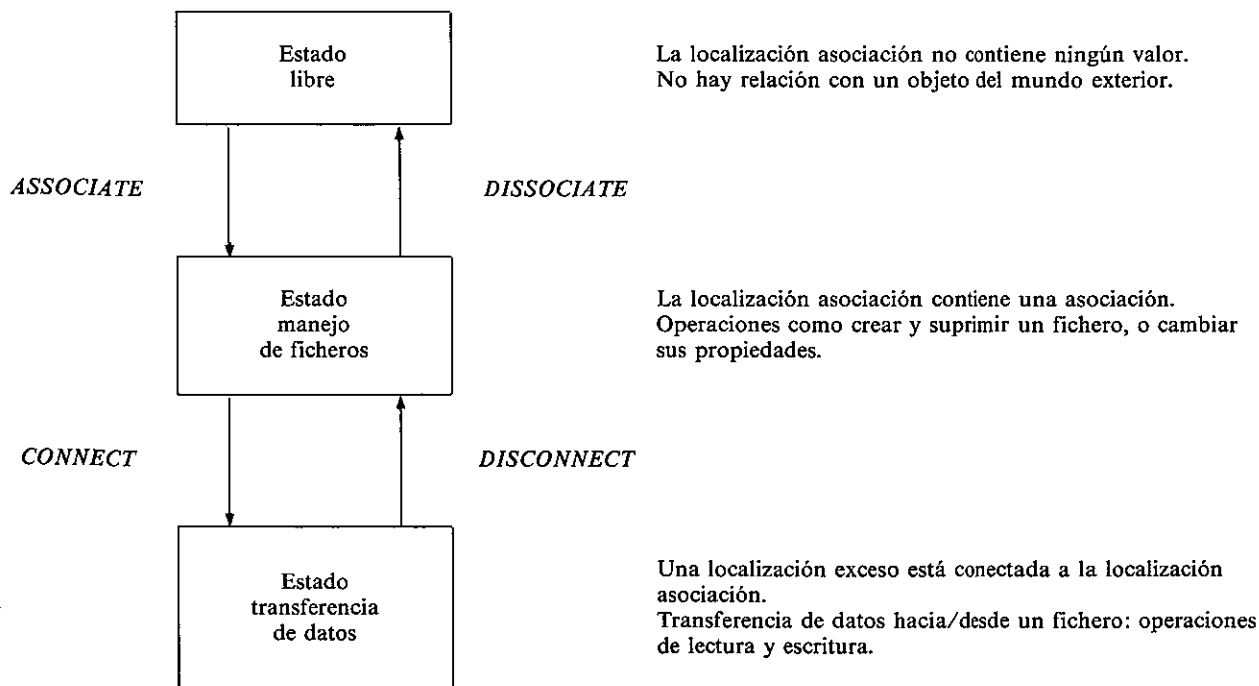 Estado
libre
La localización asociación no contiene ningún valor.
No hay relación con un objeto del mundo exterior.
ASSOCIATE
DISSOCIATE
Estado
manejo
de ficheros
La localización asociación contiene una asociación.
Operaciones como crear y suprimir un fichero, o cambiar
sus propiedades.
CONNECT
DISCONNECT
Estado
transferencia
de datos
Una localización exceso está conectada a la localización
asociación.
Transferencia de datos hacia/desde un fichero: operaciones
de lectura y escritura.